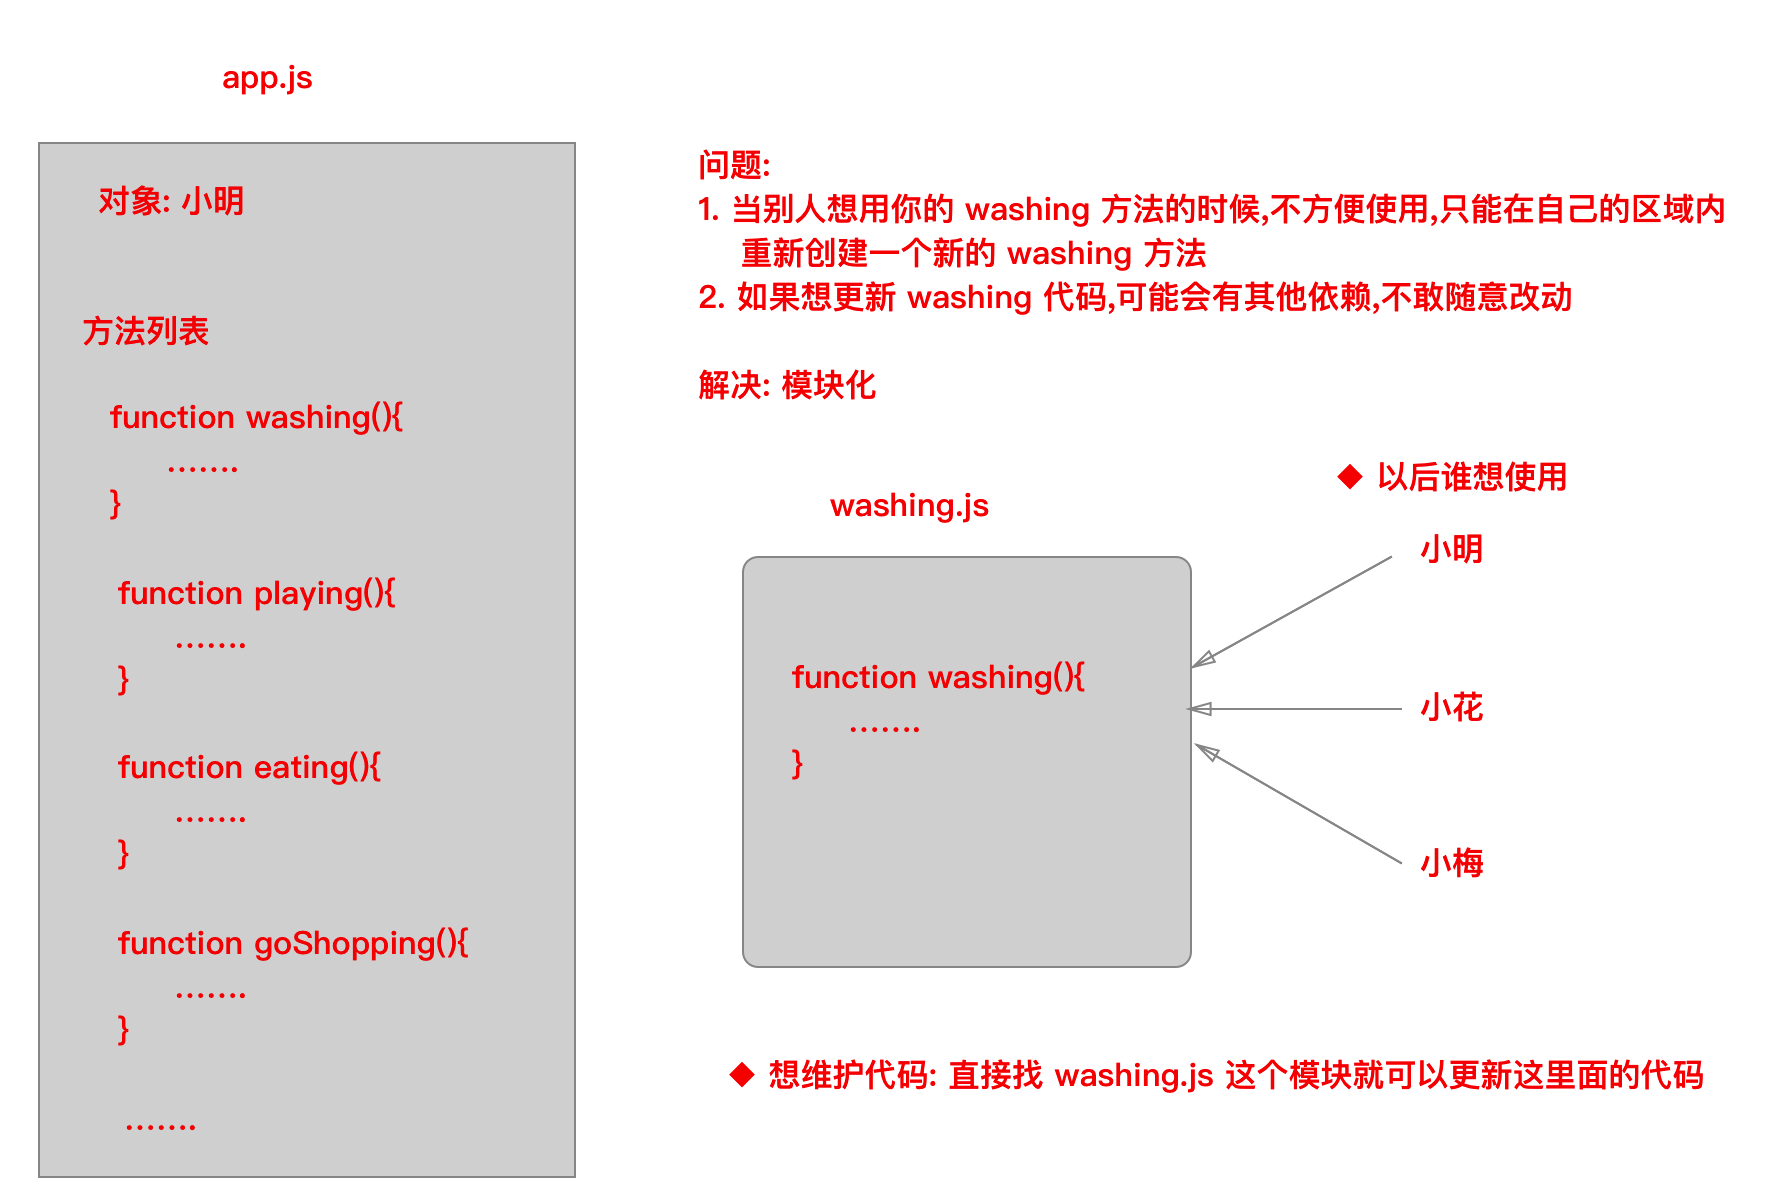 app.js
对象: 小明
方法列表
function washing(){
.......
}
function playing(){
.......
}
function eating(){
.......
}
function goShopping(){
.......
}
.......
问题:
1. 当别人想用你的 washing 方法的时候,不方便使用,只能在自己的区域内
重新创建一个新的 washing 方法
2. 如果想更新 washing 代码,可能会有其他依赖,不敢随意改动
解决: 模块化
washing.js
function washing(){
.......
}
◆ 以后谁想使用
小明
小花
小梅
◆ 想维护代码: 直接找 washing.js 这个模块就可以更新这里面的代码